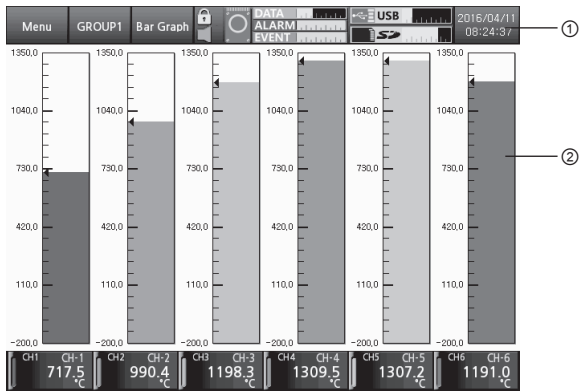 Menu GROUP1 Bar Graph DATA ALARM EVENT USB SD 2016/04/11 08:24:37 ①
1350,0 1350,0 1350,0 1350,0 1350,0 1350,0
1040,0 1040,0 1040,0 1040,0 1040,0 1040,0
730,0 730,0 730,0 730,0 730,0 730,0 ②
420,0 420,0 420,0 420,0 420,0 420,0
110,0 110,0 110,0 110,0 110,0 110,0
-200,0 -200,0 -200,0 -200,0 -200,0 -200,0
CH1 CH-1 CH2 CH-2 CH3 CH-3 CH4 CH-4 CH5 CH-5 CH6 CH-6
717.5 990.4 1198.3 1309.5 1307.2 1191.0
°C °C °C °C °C °C